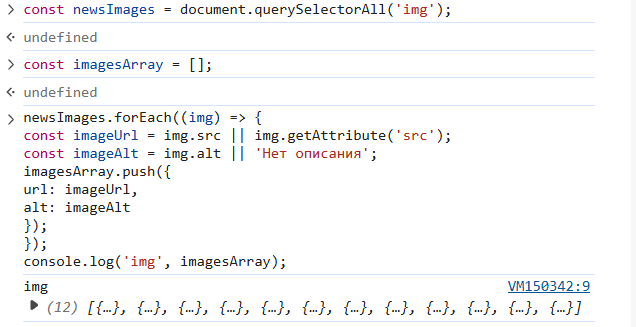 > const newsImages = document.querySelectorAll('img');
<· undefined
> const imagesArray = [];
<· undefined
> newsImages.forEach((img) => {
const imageUrl = img.src || img.getAttribute('src');
const imageAlt = img.alt || 'Нет описания';
imagesArray.push({
url: imageUrl,
alt: imageAlt
});
});
console.log('img', imagesArray);
img VM150342:9
▶ (12) [{…}, {…}, {…}, {…}, {…}, {…}, {…}, {…}, {…}, {…}, {…}, {…}]